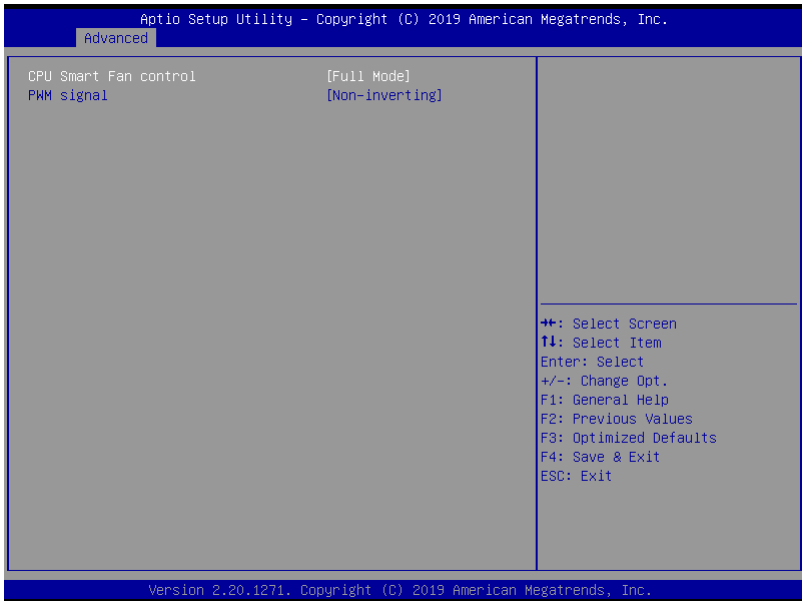 Aptio Setup Utility – Copyright (C) 2019 American Megatrends, Inc.
Advanced
CPU Smart Fan control [Full Mode]
PWM signal [Non-inverting]
→←: Select Screen
↑↓: Select Item
Enter: Select
+/-: Change Opt.
F1: General Help
F2: Previous Values
F3: Optimized Defaults
F4: Save & Exit
ESC: Exit
Version 2.20.1271. Copyright (C) 2019 American Megatrends, Inc.